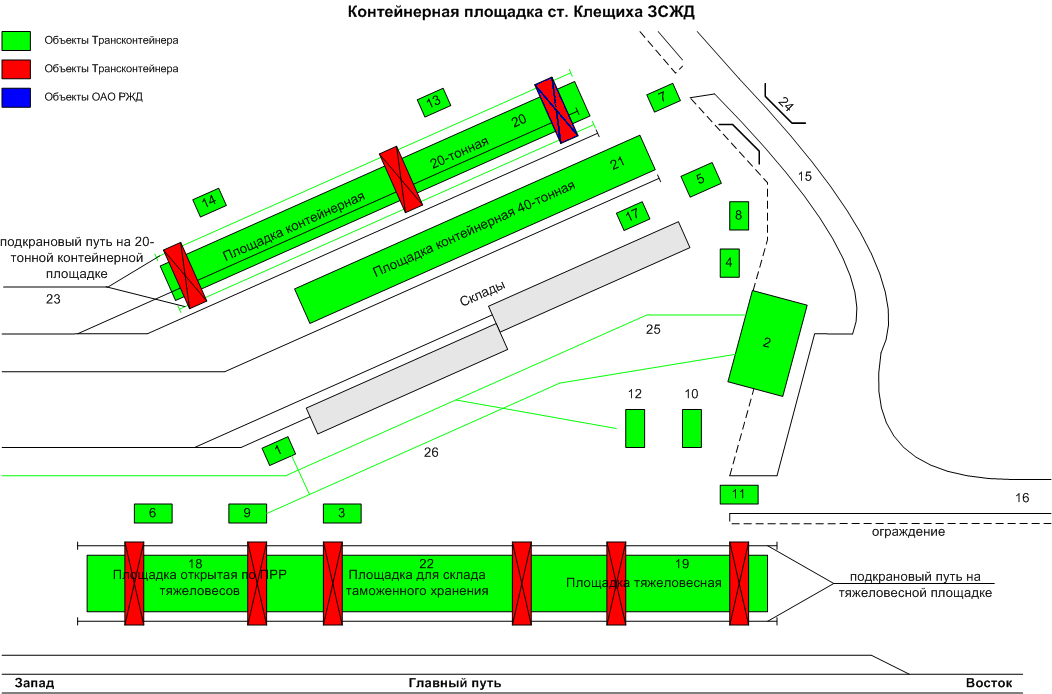 Контейнерная площадка ст. Клещиха ЗСЖД
Объекты Трансконтейнера
Объекты Трансконтейнера
Объекты ОАО РЖД
13
7
24
20
20-тонная
21
14
5
15
Площадка контейнерная
Площадка контейнерная 40-тонная
17
8
подкрановый путь на 20-
тонной контейнерной
площадке
4
23
Склады
25
2
12
10
1
26
11
16
6
9
3
ограждение
18
22
19
Площадка открытая по ПРР
тяжеловесов
Площадка для склада
таможенного хранения
Площадка тяжеловесная
подкрановый путь на
тяжеловесной площадке
Запад
Главный путь
Восток